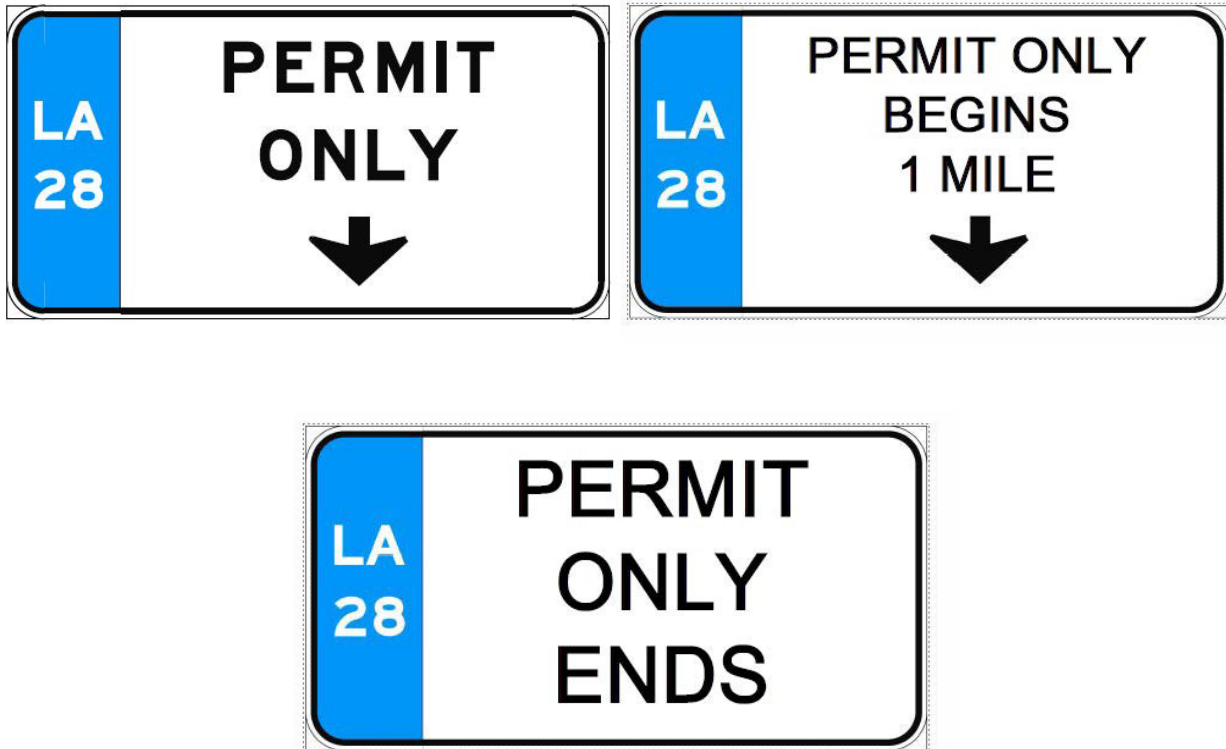 LA
28
PERMIT
ONLY
LA
28
PERMIT ONLY
BEGINS
1 MILE
LA
28
PERMIT
ONLY
ENDS